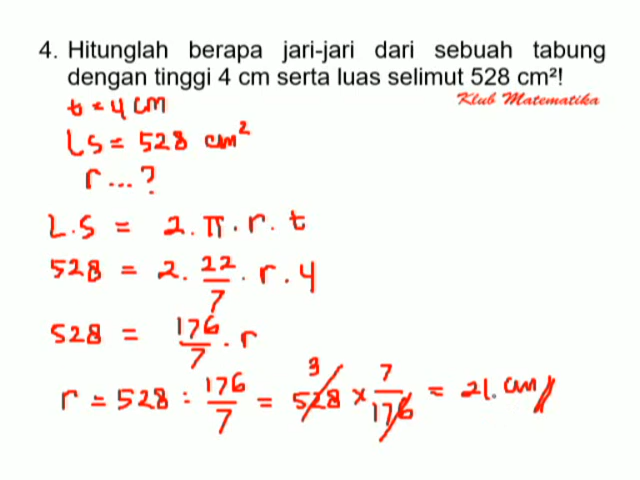 4. Hitunglah berapa jari-jari dari sebuah tabung
dengan tinggi 4 cm serta luas selimut 528 cm²!
Klub Matematika
t = 4 cm
LS = 528 cm²
r ... ?
L.S = 2. π . r . t
528 = 2. 22/7 . r . 4
528 = 176/7 . r
r = 528 : 176/7 = 528 3 × 7/176 = 21. cm //